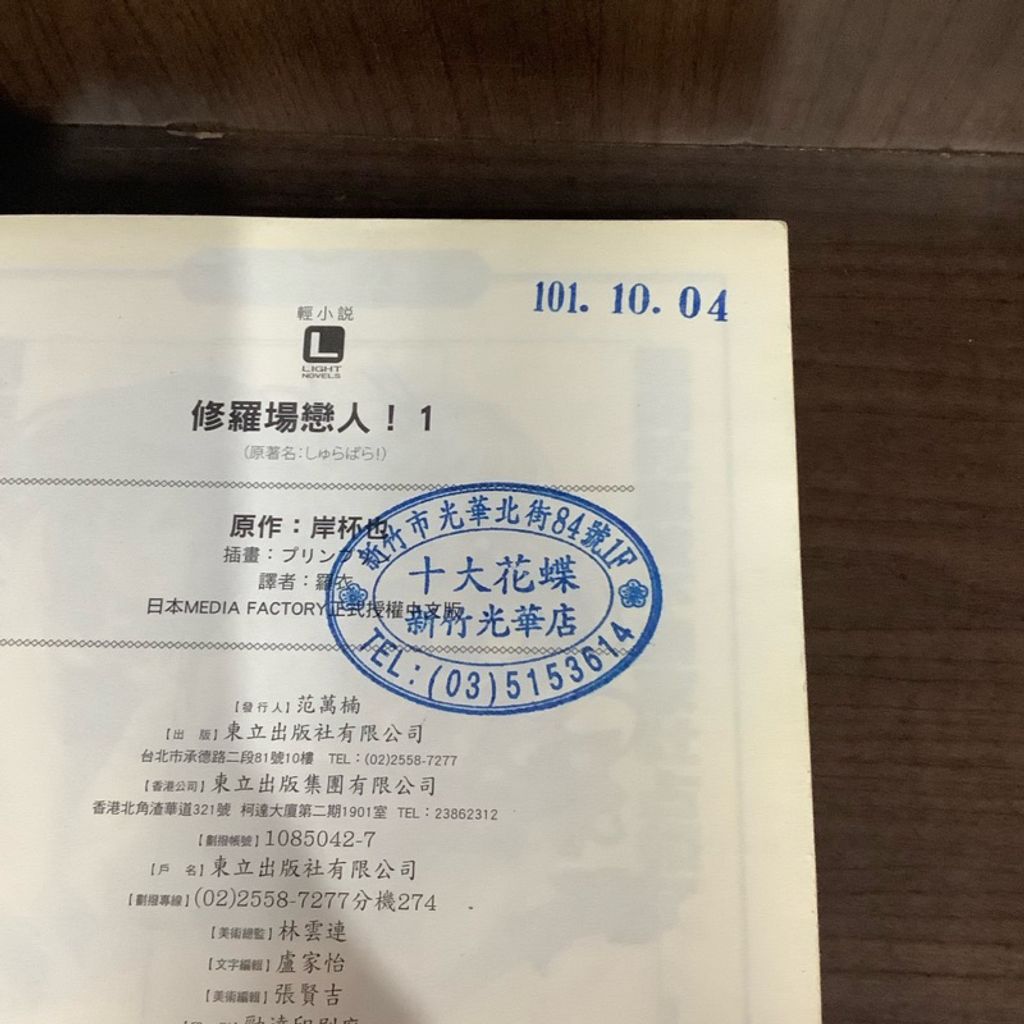 101. 10. 04
輕小説
L
LIGHT
NOVELS
修羅場戀人！1
(原著名:しゅらばら!)
原作：岸杯也
插畫：プリンプ
譯者：羅衣
日本MEDIA FACTORY正式授權中文版
新竹市光華北街84號1F
十大花蝶
新竹光華店
TEL:(03)5153614
【發行人】范萬楠
【出　版】東立出版社有限公司
台北市承德路二段81號10樓　TEL：(02)2558-7277
【香港公司】東立出版集團有限公司
香港北角渣華道321號　柯達大廈第二期1901室　TEL：23862312
【劃撥帳號】1085042-7
【戶　名】東立出版社有限公司
【劃撥專線】(02)2558-7277分機274
【美術總監】林雲連
【文字編輯】盧家怡
【美術編輯】張賢吉